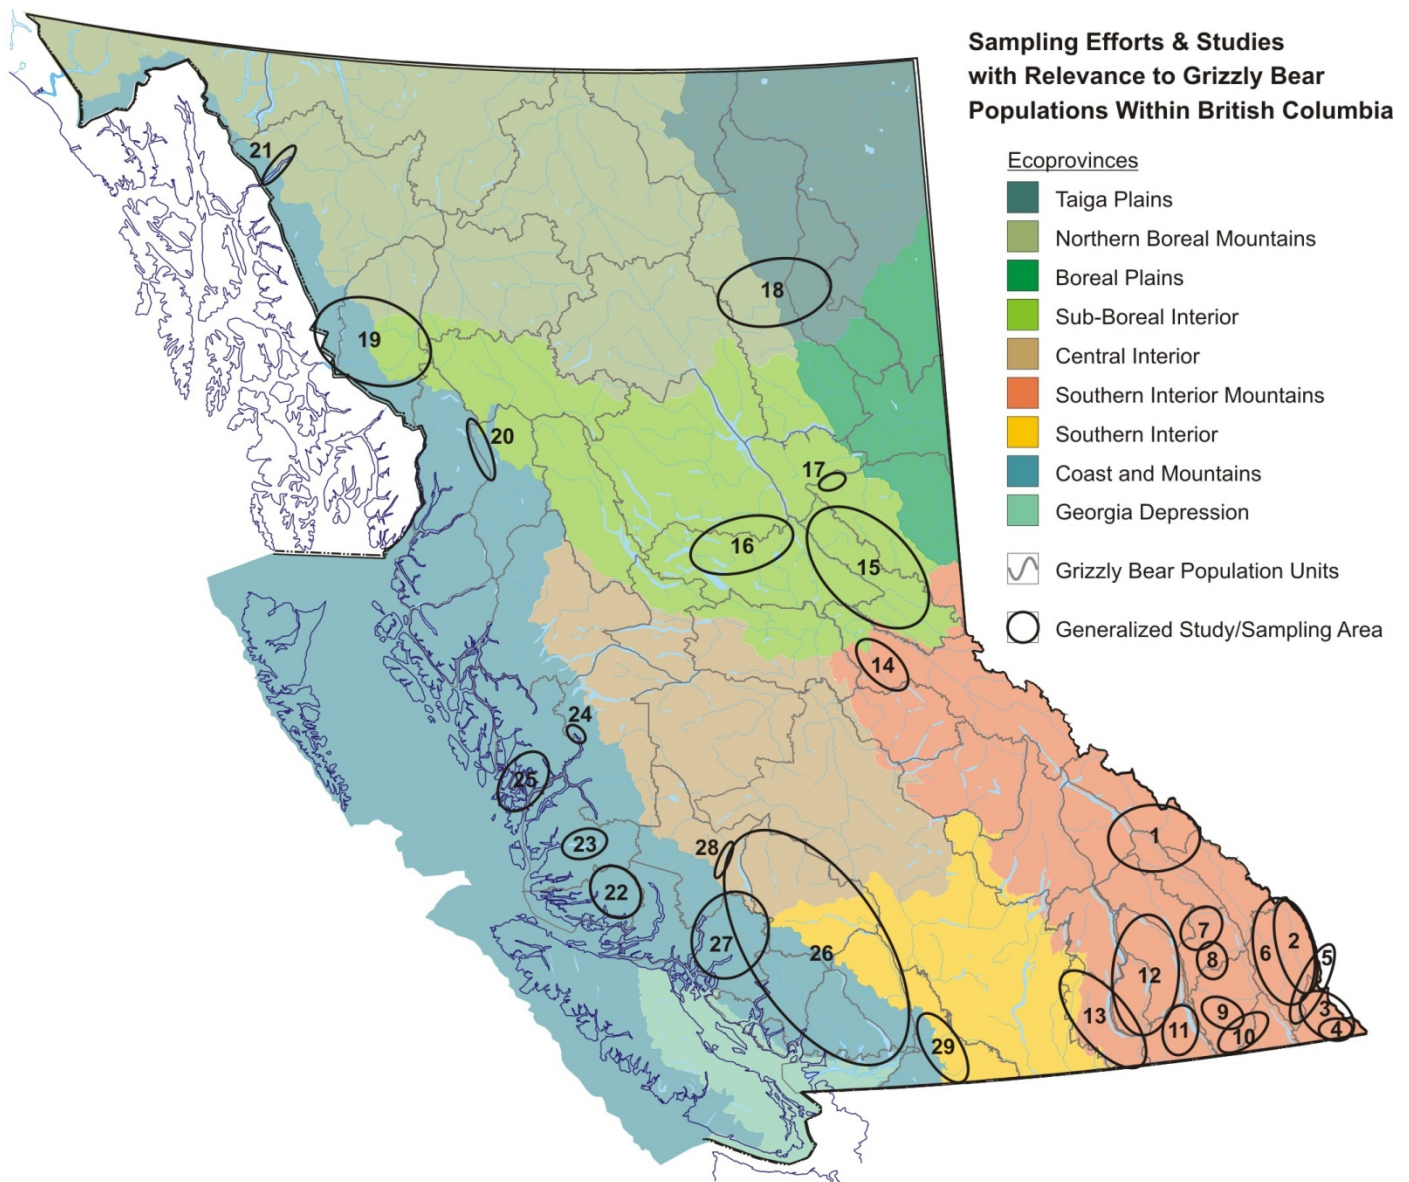 Sampling Efforts & Studies
with Relevance to Grizzly Bear
Populations Within British Columbia
Ecoprovinces
Taiga Plains
Northern Boreal Mountains
Boreal Plains
Sub-Boreal Interior
Central Interior
Southern Interior Mountains
Southern Interior
Coast and Mountains
Georgia Depression
Grizzly Bear Population Units
Generalized Study/Sampling Area
21
18
19
20
17
16
15
14
24
25
23
28
1
22
7
27
26
6
2
8
5
12
13
9
3
11
10
4
29